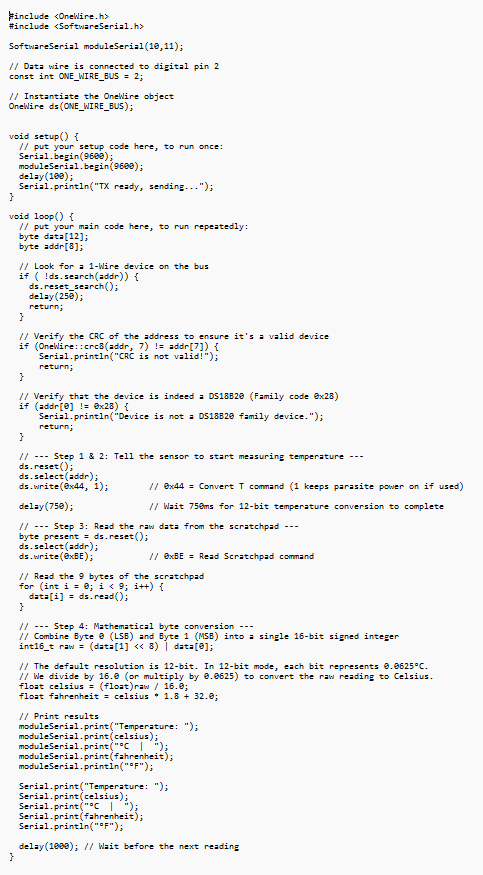 #include <OneWire.h>
#include <SoftwareSerial.h>

SoftwareSerial moduleSerial(10,11);

// Data wire is connected to digital pin 2
const int ONE_WIRE_BUS = 2;

// Instantiate the OneWire object
OneWire ds(ONE_WIRE_BUS);


void setup() {
  // put your setup code here, to run once:
  Serial.begin(9600);
  moduleSerial.begin(9600);
  delay(100);
  Serial.println("TX ready, sending...");
}

void loop() {
  // put your main code here, to run repeatedly:
  byte data[12];
  byte addr[8];

  // Look for a 1-Wire device on the bus
  if ( !ds.search(addr)) {
    ds.reset_search();
    delay(250);
    return;
  }

  // Verify the CRC of the address to ensure it's a valid device
  if (OneWire::crc8(addr, 7) != addr[7]) {
      Serial.println("CRC is not valid!");
      return;
  }

  // Verify that the device is indeed a DS18B20 (Family code 0x28)
  if (addr[0] != 0x28) {
      Serial.println("Device is not a DS18B20 family device.");
      return;
  }

  // --- Step 1 & 2: Tell the sensor to start measuring temperature ---
  ds.reset();
  ds.select(addr);
  ds.write(0x44, 1);        // 0x44 = Convert T command (1 keeps parasite power on if used)

  delay(750);               // Wait 750ms for 12-bit temperature conversion to complete

  // --- Step 3: Read the raw data from the scratchpad ---
  byte present = ds.reset();
  ds.select(addr);
  ds.write(0xBE);           // 0xBE = Read Scratchpad command

  // Read the 9 bytes of the scratchpad
  for (int i = 0; i < 9; i++) {
    data[i] = ds.read();
  }

  // --- Step 4: Mathematical byte conversion ---
  // Combine Byte 0 (LSB) and Byte 1 (MSB) into a single 16-bit signed integer
  int16_t raw = (data[1] << 8) | data[0];

  // The default resolution is 12-bit. In 12-bit mode, each bit represents 0.0625°C.
  // We divide by 16.0 (or multiply by 0.0625) to convert the raw reading to Celsius.
  float celsius = (float)raw / 16.0;
  float fahrenheit = celsius * 1.8 + 32.0;

  // Print results
  moduleSerial.print("Temperature: ");
  moduleSerial.print(celsius);
  moduleSerial.print("°C  |  ");
  moduleSerial.print(fahrenheit);
  moduleSerial.println("°F");

  Serial.print("Temperature: ");
  Serial.print(celsius);
  Serial.print("°C  |  ");
  Serial.print(fahrenheit);
  Serial.println("°F");

  delay(1000); // Wait before the next reading
}